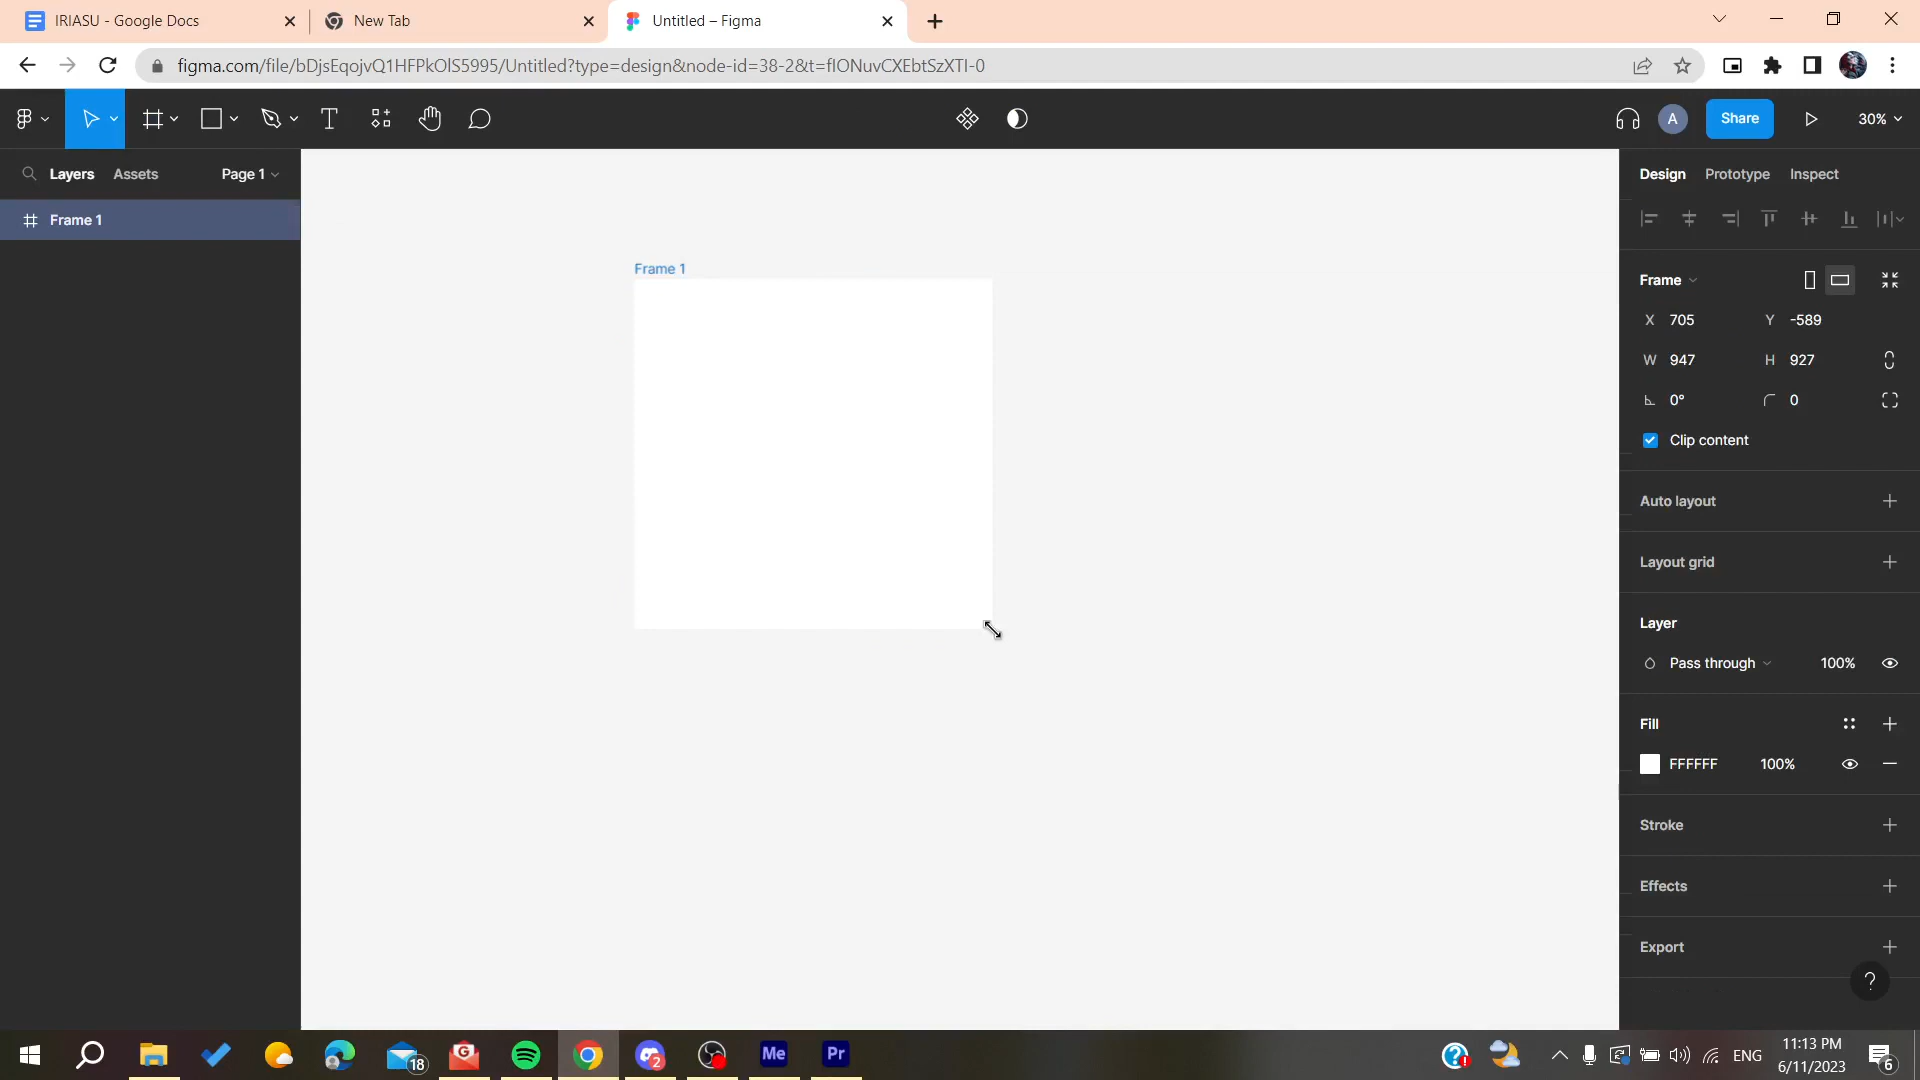 IRIASU - Google Docs
New Tab
Untitled – Figma
figma.com/file/bDjsEqojvQ1HFPkOlS5995/Untitled?type=design&node-id=38-2&t=fIONuvCXEbtSzXTI-0
A
Share
30%
Layers
Assets
Page 1
Design
Prototype
Inspect
Frame 1
Frame 1
Frame
X 705
Y -589
W 947
H 927
0°
0
Clip content
Auto layout
Layout grid
Layer
Pass through
100%
Fill
FFFFFF
100%
Stroke
Effects
Export
?
18
G
2
Me
Pr
?
ENG
11:13 PM
6/11/2023
6